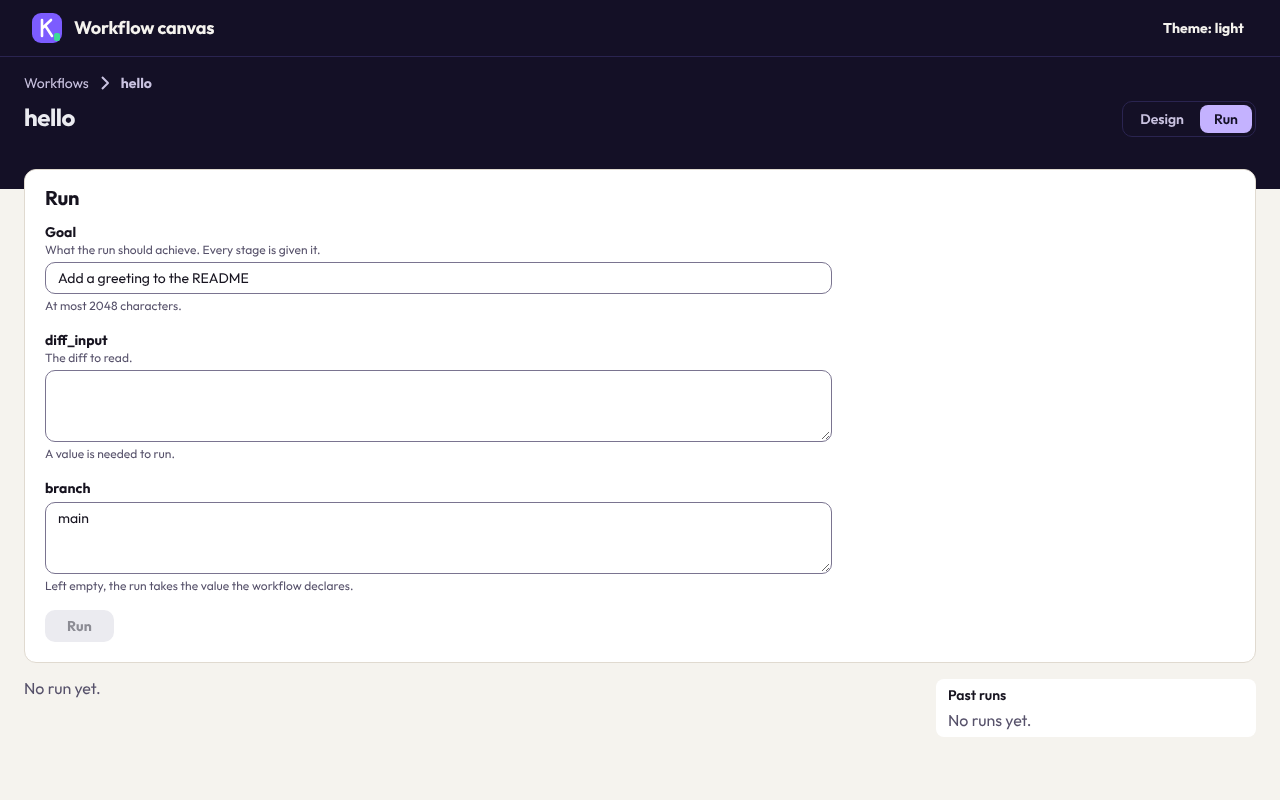 K
Workflow canvas
Theme: light
Workflows
hello
hello
Design
Run
Run
Goal
What the run should achieve. Every stage is given it.
Add a greeting to the README
At most 2048 characters.
diff_input
The diff to read.
A value is needed to run.
branch
main
Left empty, the run takes the value the workflow declares.
Run
No run yet.
Past runs
No runs yet.